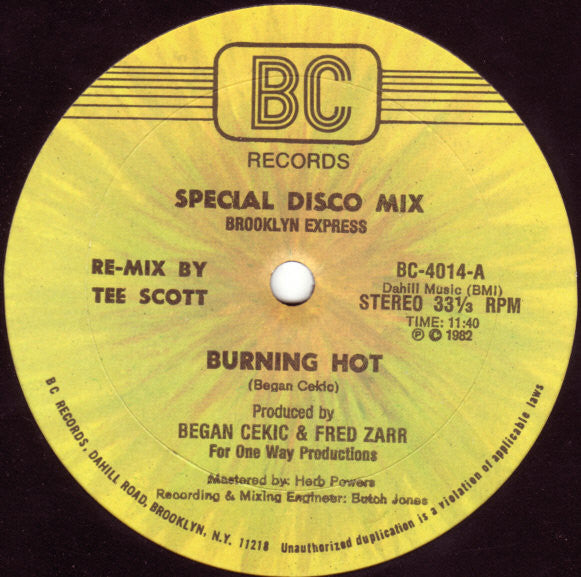 BC
RECORDS
SPECIAL DISCO MIX
BROOKLYN EXPRESS
RE-MIX BY
TEE SCOTT
BC-4014-A
Dahill Music (BMI)
STEREO 33⅓ RPM
TIME: 11:40
℗ © 1982
BURNING HOT
(Began Cekic)
Produced by
BEGAN CEKIC & FRED ZARR
For One Way Productions
Mastered by: Herb Powers
Recording & Mixing Engineer: Butch Jones
BC RECORDS, DAHILL ROAD, BROOKLYN, N.Y. 11218 Unauthorized duplication is a violation of applicable laws